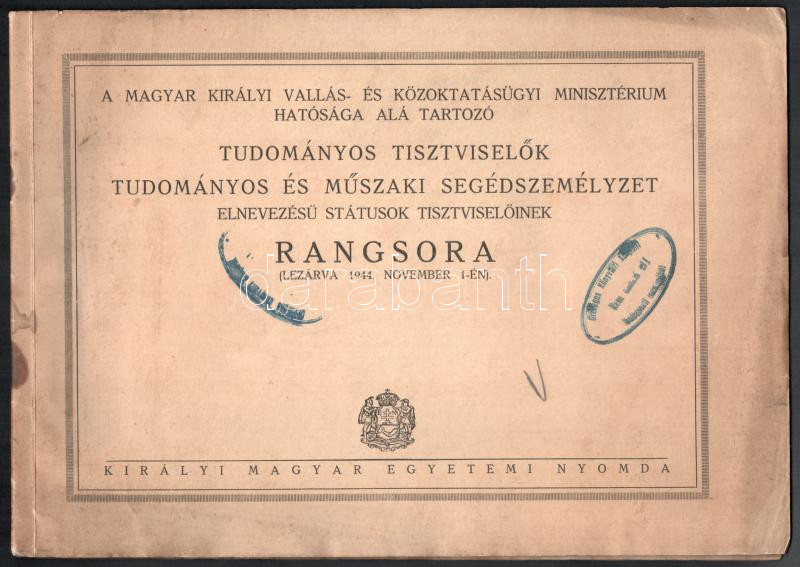 A MAGYAR KIRÁLYI VALLÁS- ÉS KÖZOKTATÁSÜGYI MINISZTÉRIUM
HATÓSÁGA ALÁ TARTOZÓ
TUDOMÁNYOS TISZTVISELŐK
TUDOMÁNYOS ÉS MŰSZAKI SEGÉDSZEMÉLYZET
ELNEVEZÉSŰ STÁTUSOK TISZTVISELŐINEK
RANGSORA
(LEZÁRVA 1944. NOVEMBER 1-ÉN).
darabanth
KIRÁLYI MAGYAR EGYETEMI NYOMDA